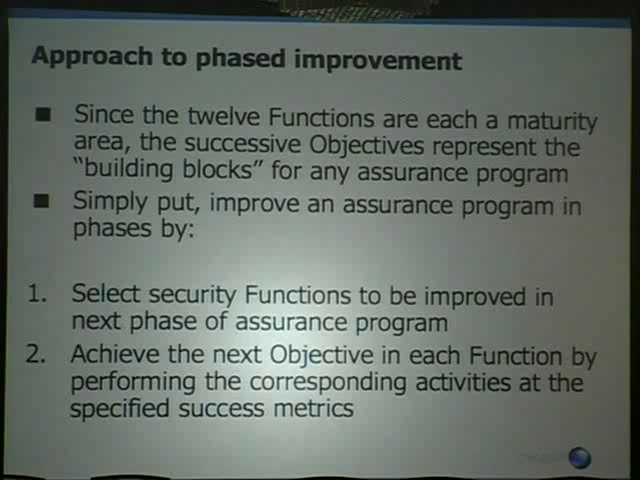 Approach to phased improvement
■ Since the twelve Functions are each a maturity
area, the successive Objectives represent the
“building blocks” for any assurance program
■ Simply put, improve an assurance program in
phases by:
1. Select security Functions to be improved in
next phase of assurance program
2. Achieve the next Objective in each Function by
performing the corresponding activities at the
specified success metrics